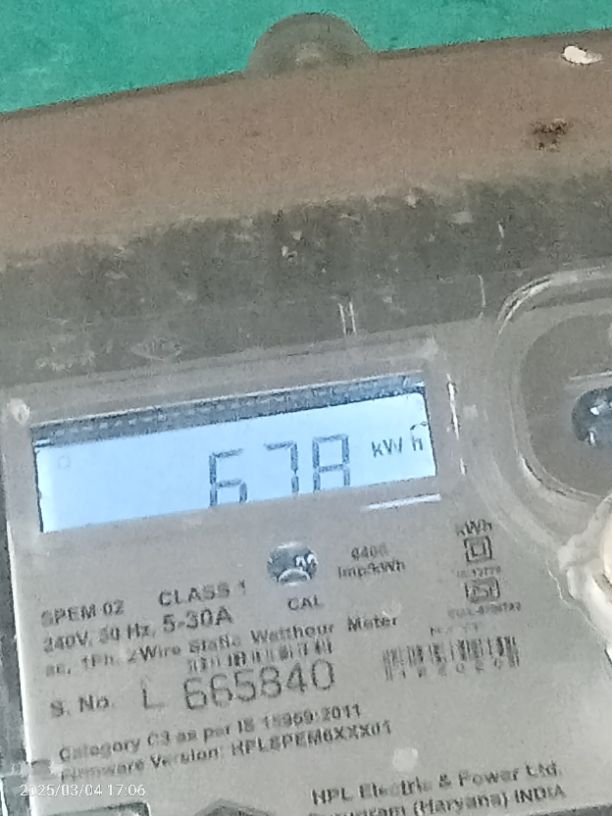 678 kWh
kWh
6400 Imp/kWh
SPEM 02 CLASS 1
CAL
240V, 50 Hz, 5-30A
ac, 1Ph. 2Wire Static Watthour Meter
S. No. L 665840
Category C3 as per IS 15959:2011
Firmware Version: HPLSPEM6XXX01
HPL Electric & Power Ltd.
(Haryana) INDIA
2025/03/04 17:06